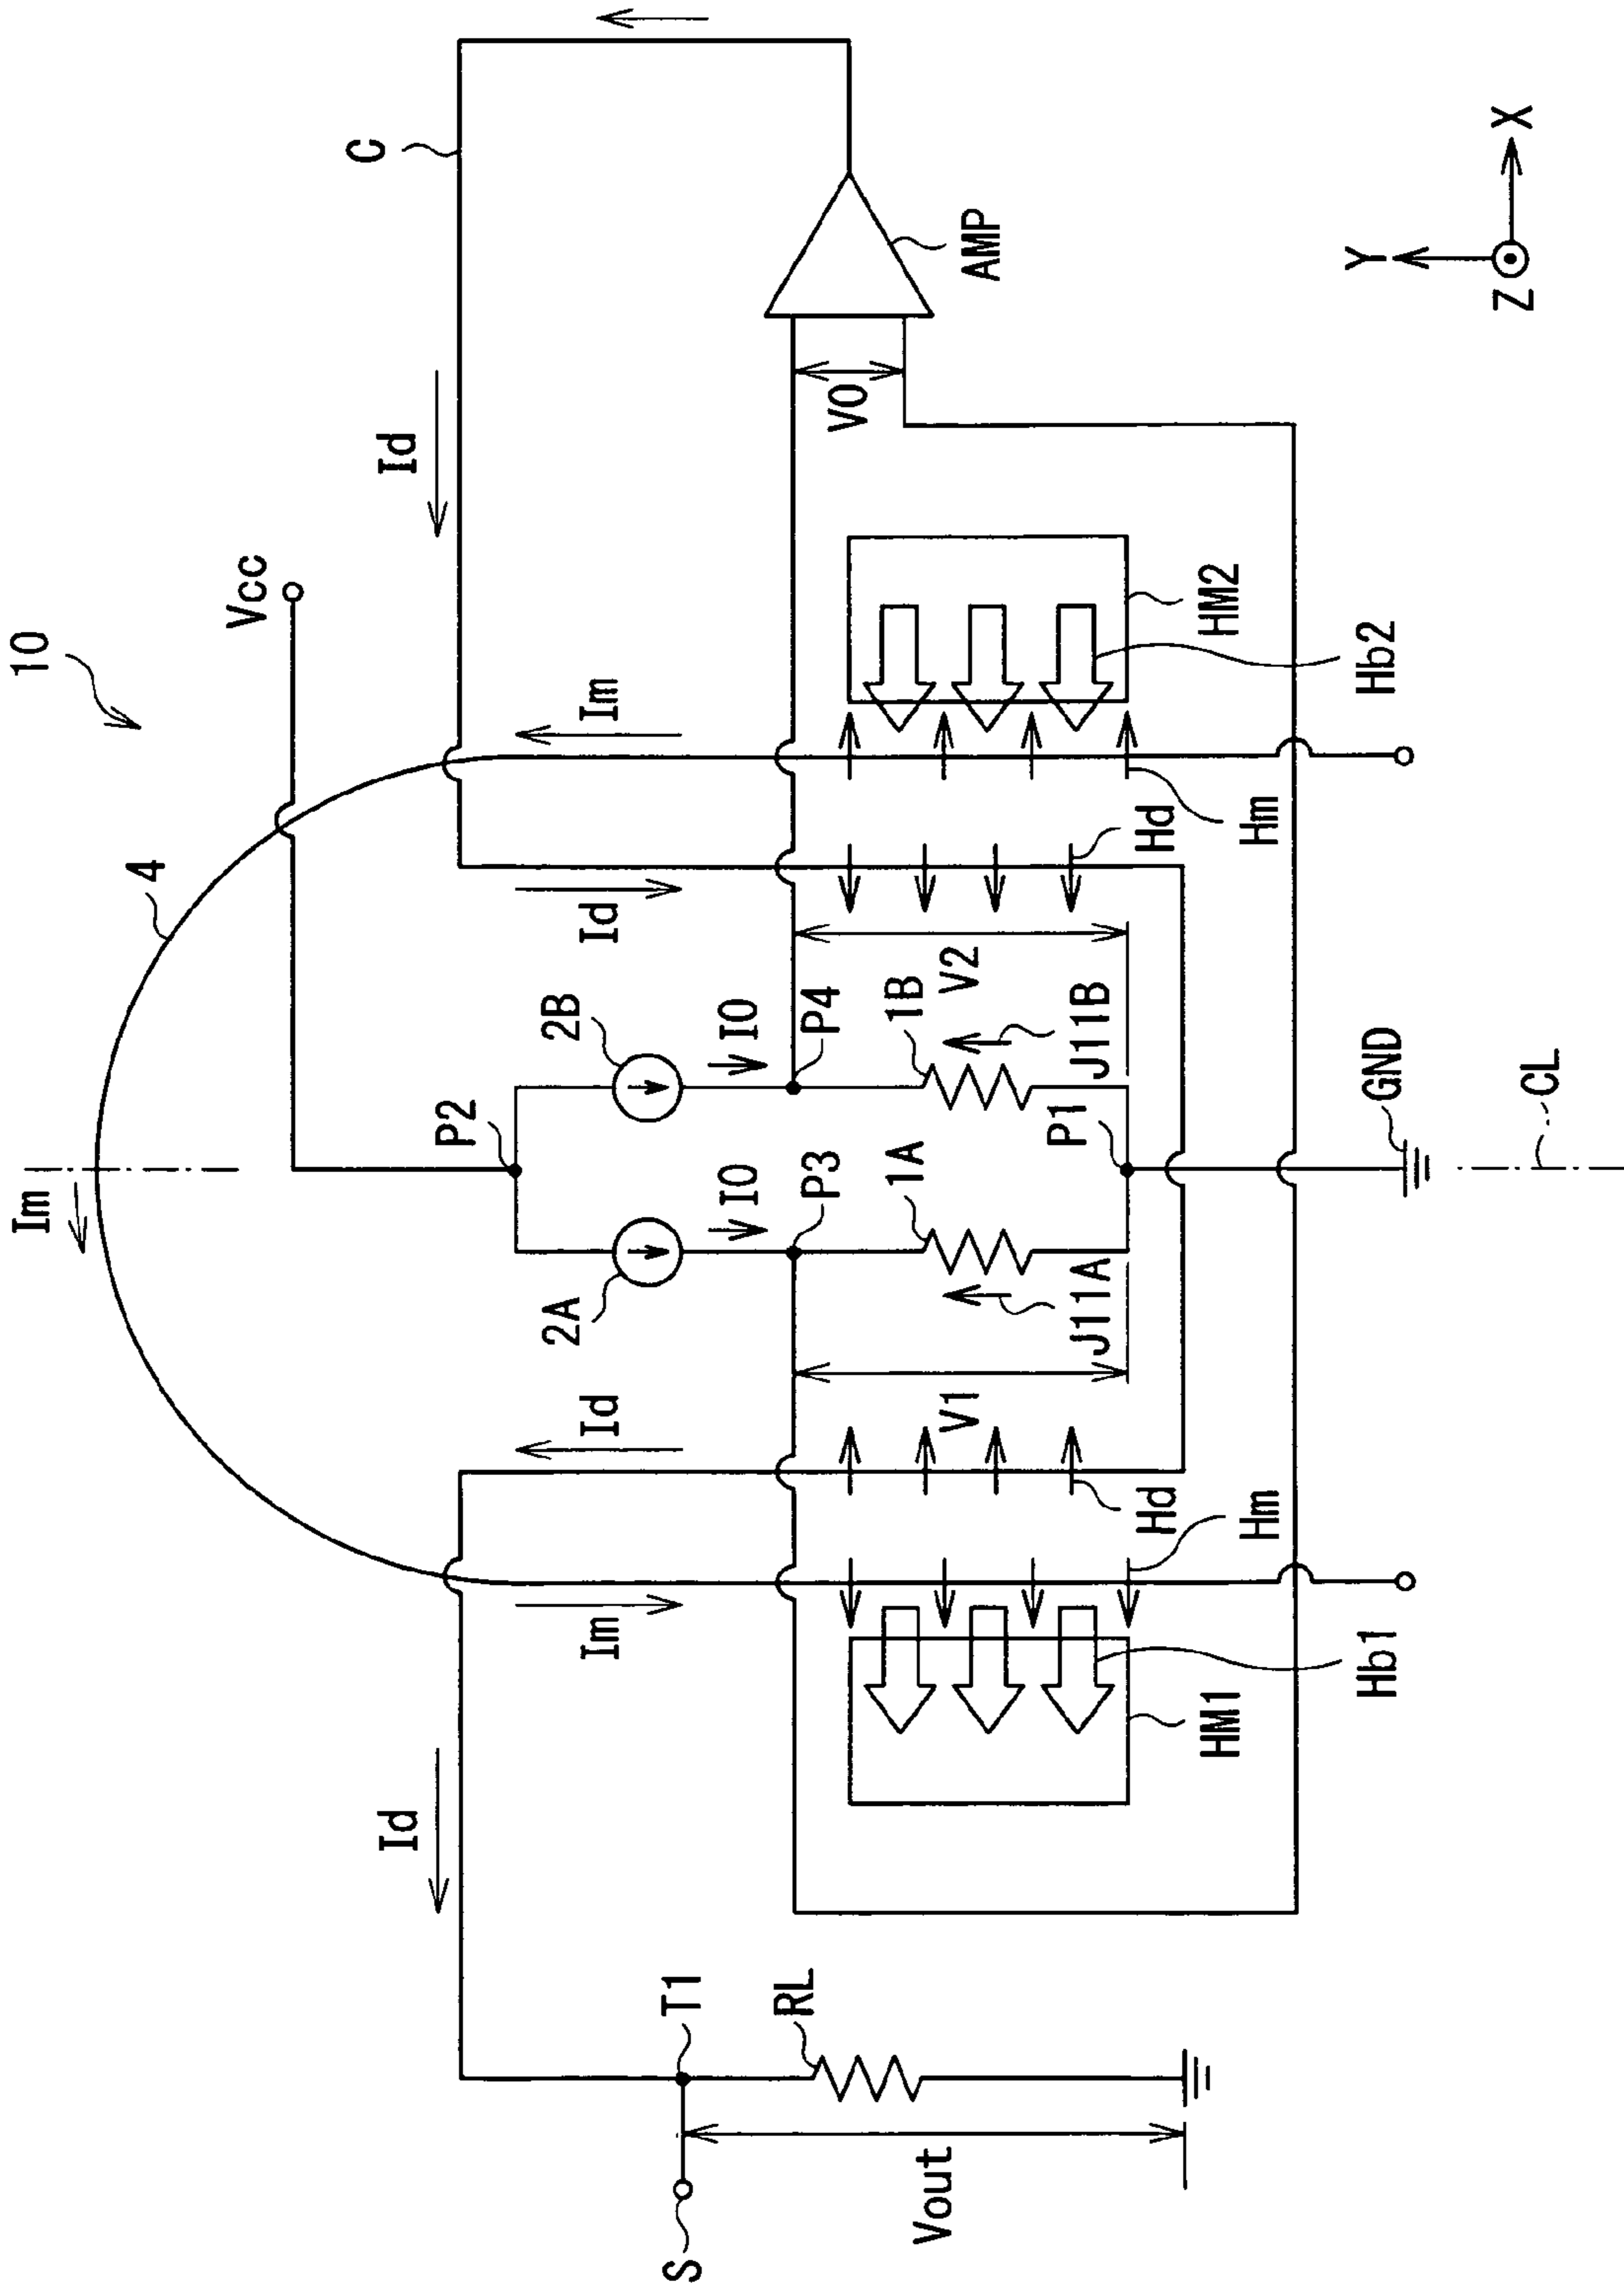 10
Vcc
C
4
Im
Id
Id
P2
2A
2B
Id
Id
Im
Im
I0
I0
T1
S
RL
P3
P4
V0
AMP
1A
1B
V1
V2
Vout
J11A
J11B
P1
Hd
Hd
Hm
Hm
HM1
HM2
Hb1
Hb2
GND
CL
Y
Z
X